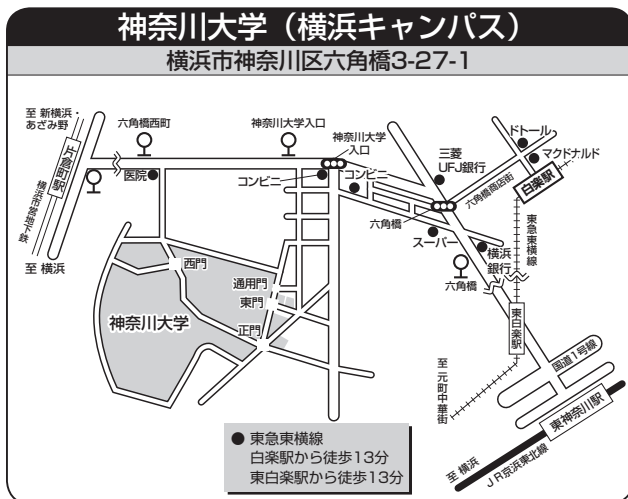 神奈川大学（横浜キャンパス）
横浜市神奈川区六角橋3-27-1
至 新横浜・
あざみ野
六角橋西町
神奈川大学入口
神奈川大学
入口
三菱
UFJ銀行
ドトール
マクドナルド
片倉町駅
医院
コンビニ
コンビニ
六角橋商店街
白楽駅
横浜市営地下鉄
六角橋
スーパー
東急東横線
至 横浜
西門
通用門
東門
正門
神奈川大学
横浜
銀行
六角橋
東白楽駅
至 元町中華街
国道1号線
東神奈川駅
至 横浜
JR京浜東北線
● 東急東横線
白楽駅から徒歩13分
東白楽駅から徒歩13分